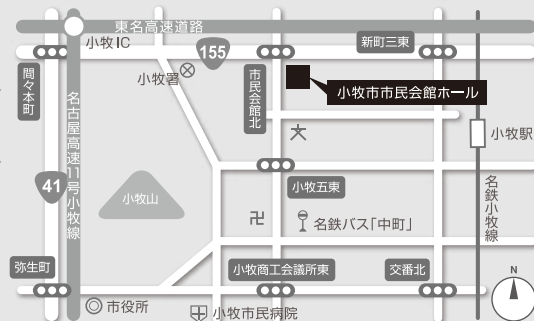 東名高速道路
小牧IC
155
新町三東
間々本町
小牧署
市民会館北
小牧市市民会館ホール
名古屋高速11号小牧線
小牧駅
41
小牧山
小牧五東
名鉄小牧線
名鉄バス「中町」
弥生町
小牧商工会議所東
交番北
N
市役所
小牧市民病院